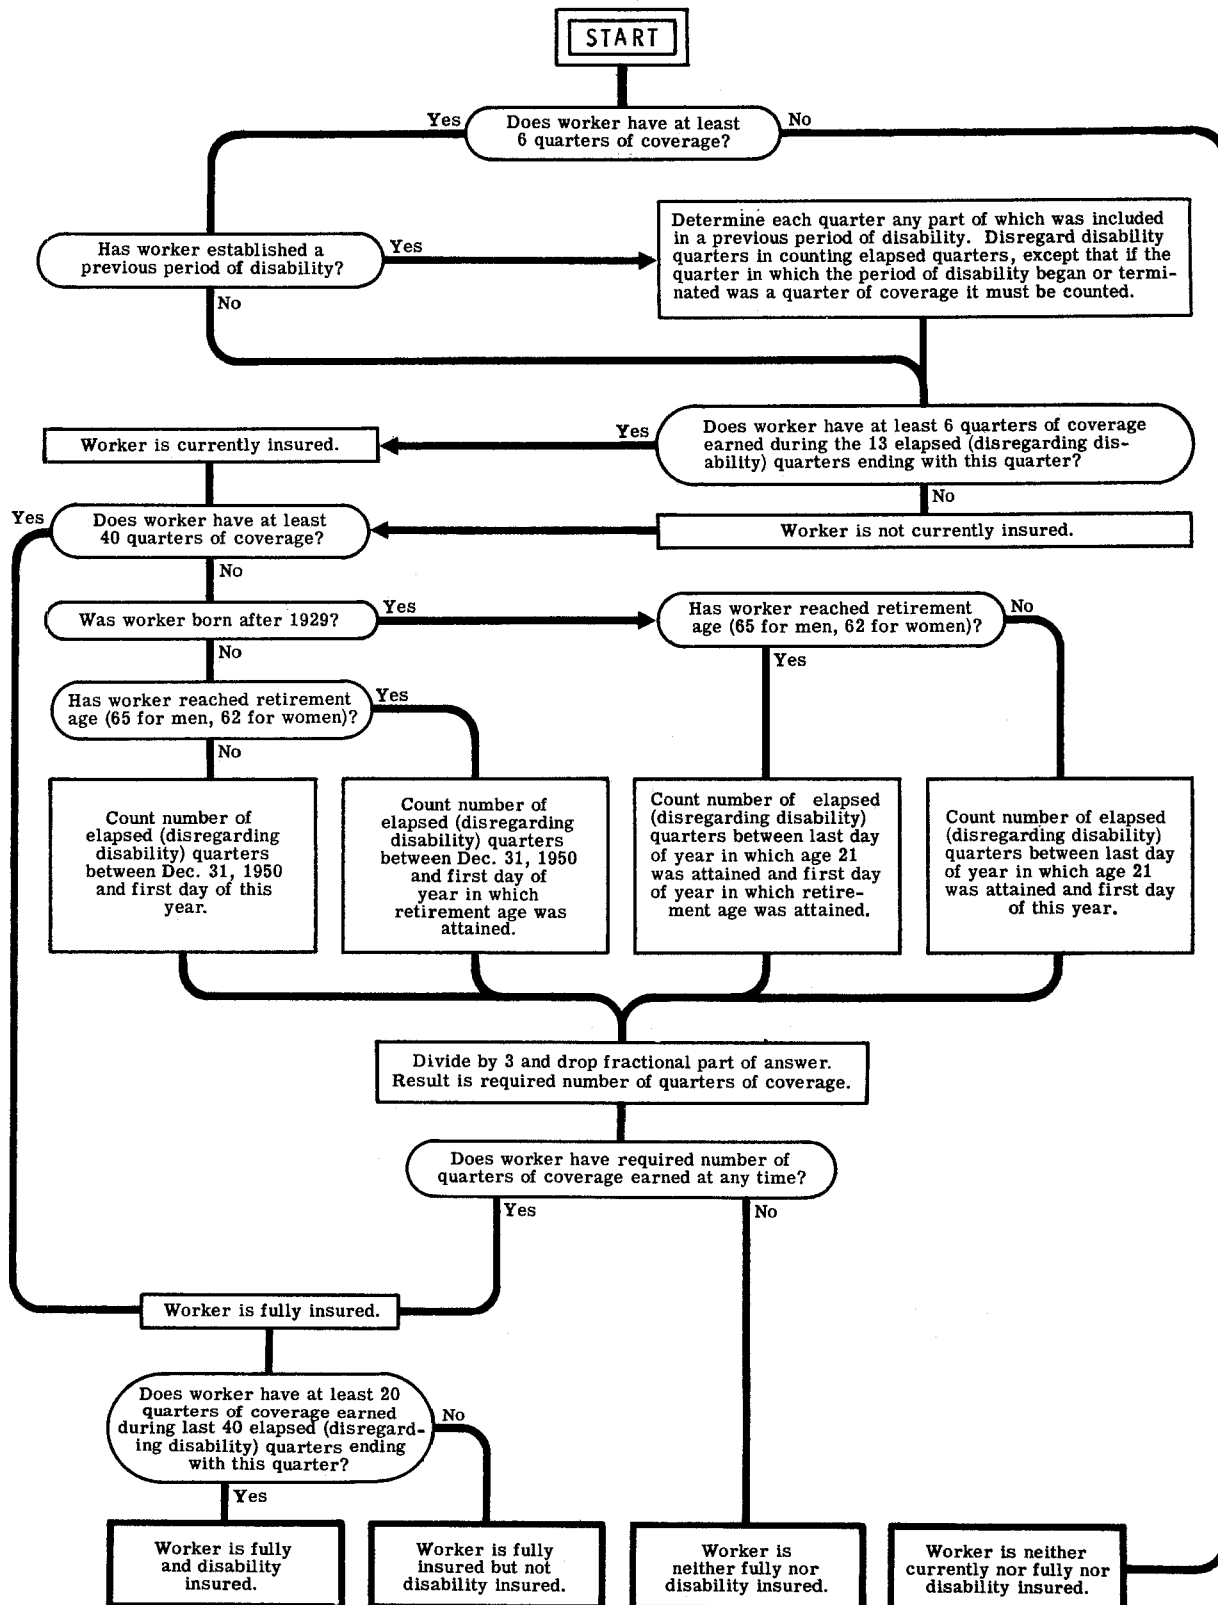 START
Does worker have at least
6 quarters of coverage?
Yes
No
Has worker established a
previous period of disability?
Yes
No
Determine each quarter any part of which was included
in a previous period of disability. Disregard disability
quarters in counting elapsed quarters, except that if the
quarter in which the period of disability began or termi-
nated was a quarter of coverage it must be counted.
Does worker have at least 6 quarters of coverage
earned during the 13 elapsed (disregarding dis-
ability) quarters ending with this quarter?
Yes
No
Worker is currently insured.
Worker is not currently insured.
Yes
Does worker have at least
40 quarters of coverage?
No
Was worker born after 1929?
Yes
No
Has worker reached retirement
age (65 for men, 62 for women)?
No
Yes
Has worker reached retirement
age (65 for men, 62 for women)?
Yes
No
Count number of
elapsed (disregarding
disability) quarters
between Dec. 31, 1950
and first day of this
year.
Count number of
elapsed (disregarding
disability) quarters
between Dec. 31, 1950
and first day of
year in which
retirement age was
attained.
Count number of elapsed
(disregarding disability)
quarters between last day
of year in which age 21
was attained and first day
of year in which retire-
ment age was attained.
Count number of elapsed
(disregarding disability)
quarters between last day
of year in which age 21
was attained and first day
of this year.
Divide by 3 and drop fractional part of answer.
Result is required number of quarters of coverage.
Does worker have required number of
quarters of coverage earned at any time?
Yes
No
Worker is fully insured.
Does worker have at least 20
quarters of coverage earned
during last 40 elapsed (disregard-
ing disability) quarters ending
with this quarter?
No
Yes
Worker is fully
and disability
insured.
Worker is fully
insured but not
disability insured.
Worker is
neither fully nor
disability insured.
Worker is neither
currently nor fully nor
disability insured.